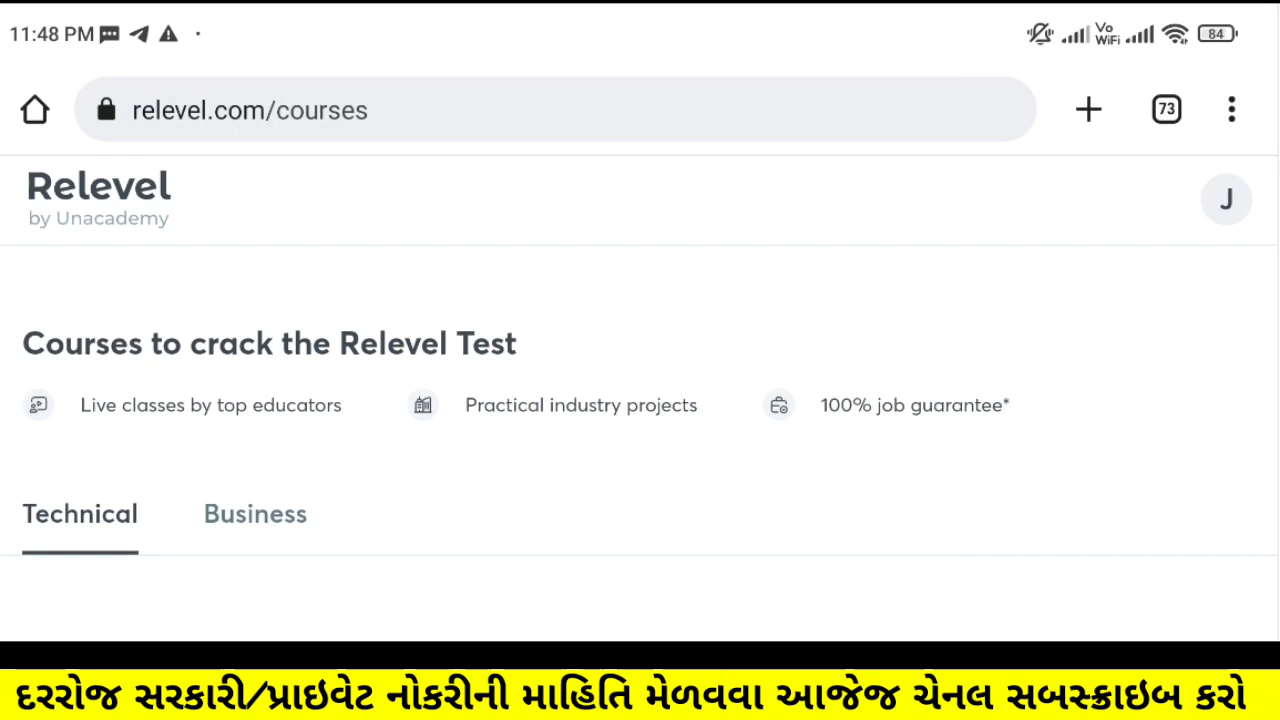 11:48 PM
Vo WiFi
84
relevel.com/courses
73
Relevel
by Unacademy
J
Courses to crack the Relevel Test
Live classes by top educators Practical industry projects 100% job guarantee*
Technical Business
દરરોજ સરકારી/પ્રાઇવેટ નોકરીની માહિતિ મેળવવા આજેજ ચેનલ સબસ્ક્રાઇબ કરો